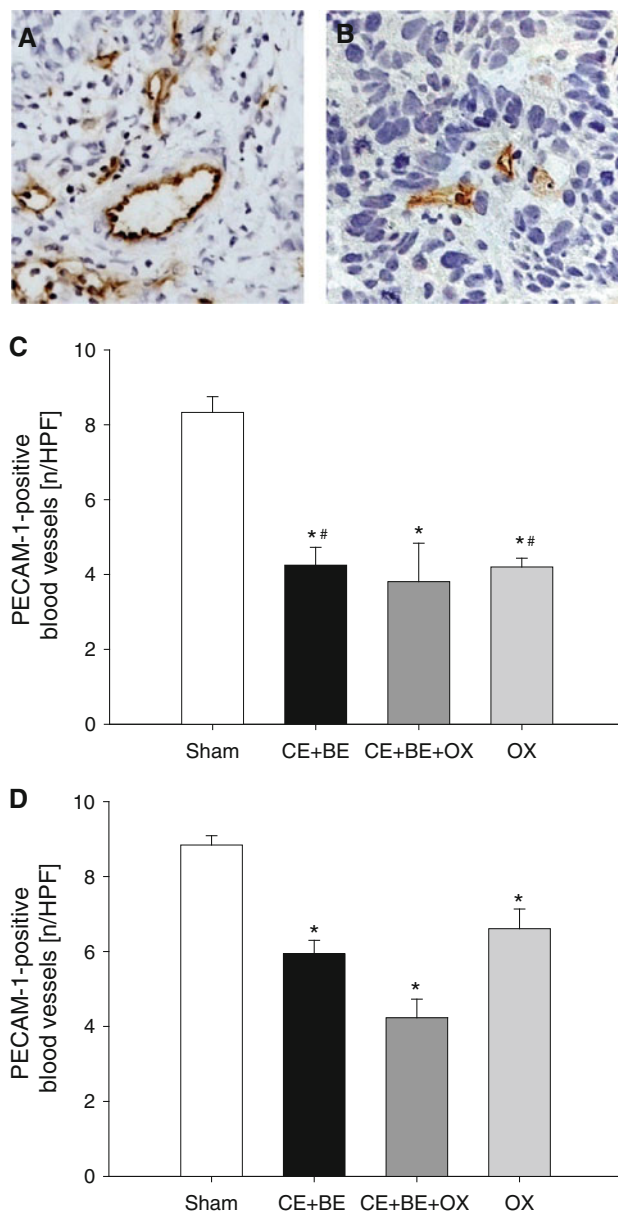 A
B
C
PECAM-1-positive
blood vessels [n/HPF]
10
8
6
4
2
0
*#
*
*#
Sham
CE+BE
CE+BE+OX
OX
D
PECAM-1-positive
blood vessels [n/HPF]
10
8
6
4
2
0
*
*
*
Sham
CE+BE
CE+BE+OX
OX